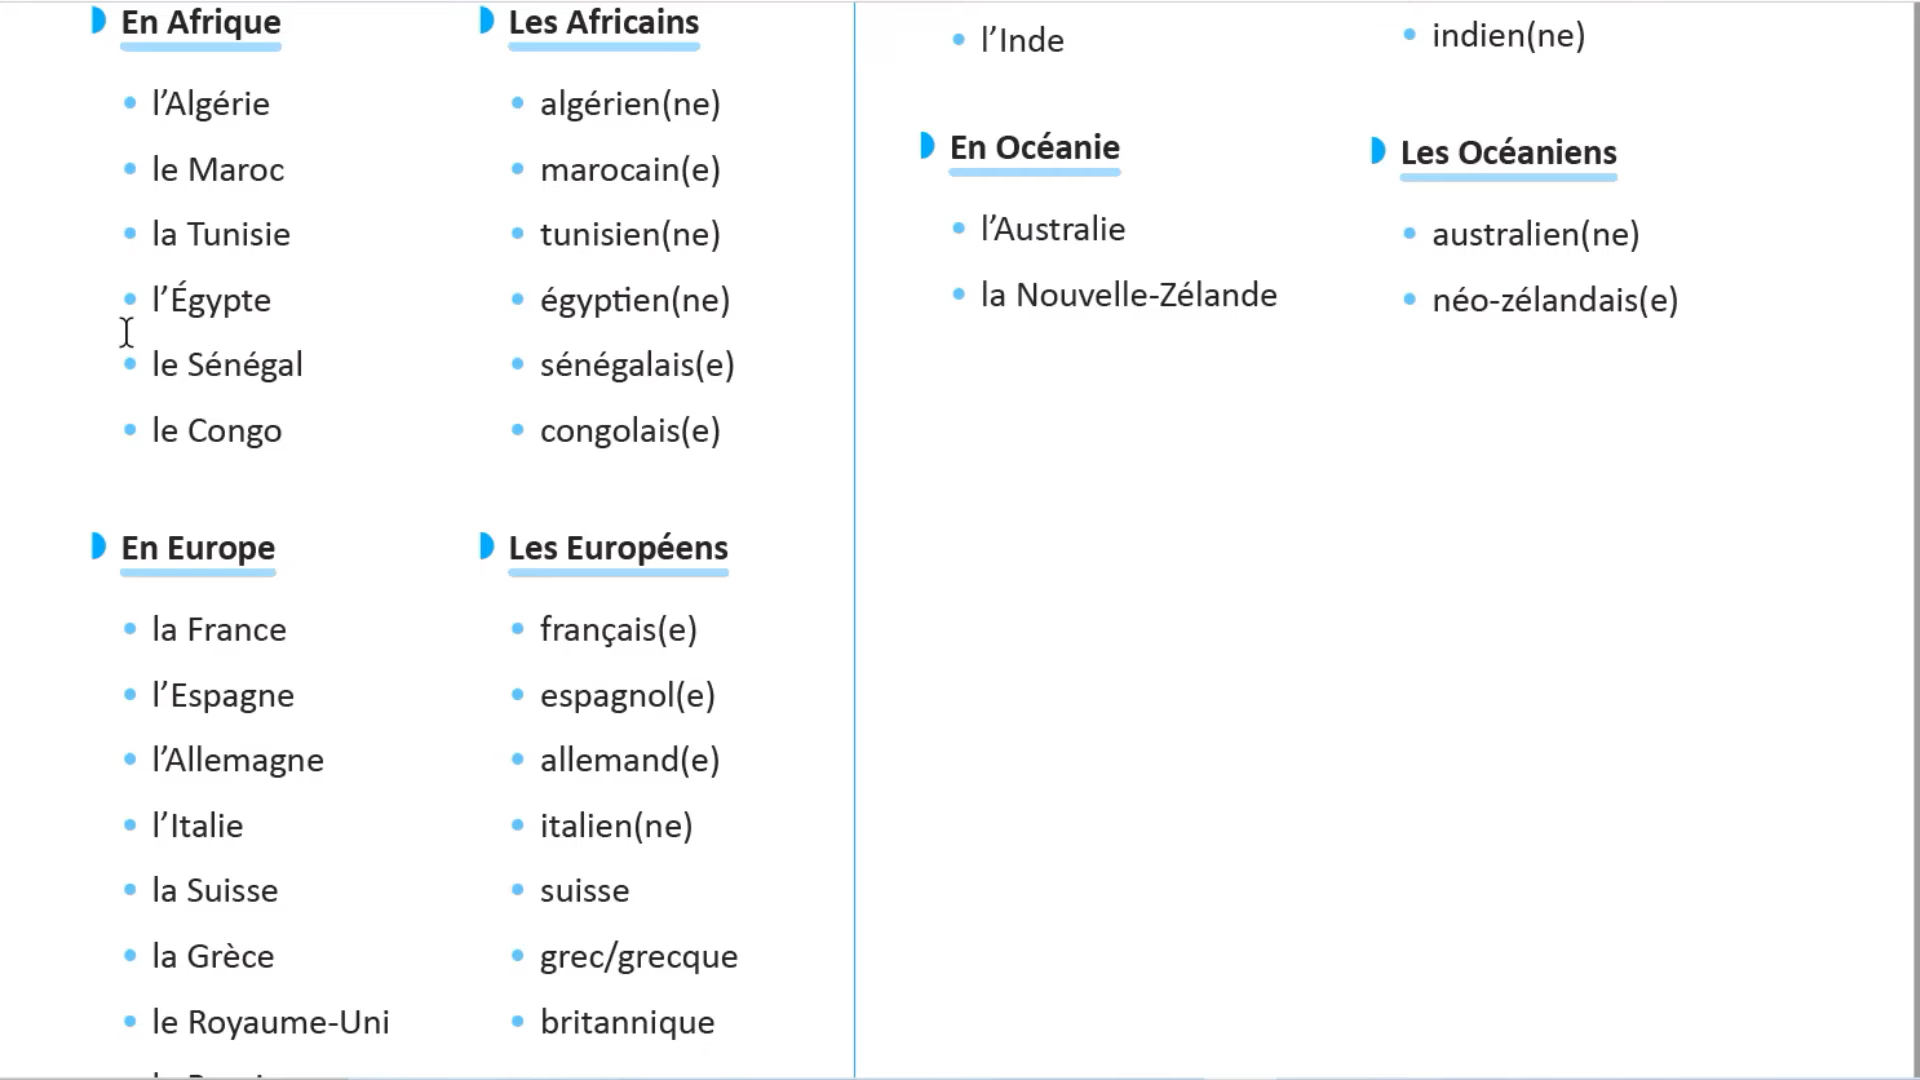 En Afrique
l’Algérie
le Maroc
la Tunisie
l’Égypte
le Sénégal
le Congo
Les Africains
algérien(ne)
marocain(e)
tunisien(ne)
égyptien(ne)
sénégalais(e)
congolais(e)
En Europe
la France
l’Espagne
l’Allemagne
l’Italie
la Suisse
la Grèce
le Royaume-Uni
Les Européens
français(e)
espagnol(e)
allemand(e)
italien(ne)
suisse
grec/grecque
britannique
l’Inde
indien(ne)
En Océanie
l’Australie
la Nouvelle-Zélande
Les Océaniens
australien(ne)
néo-zélandais(e)